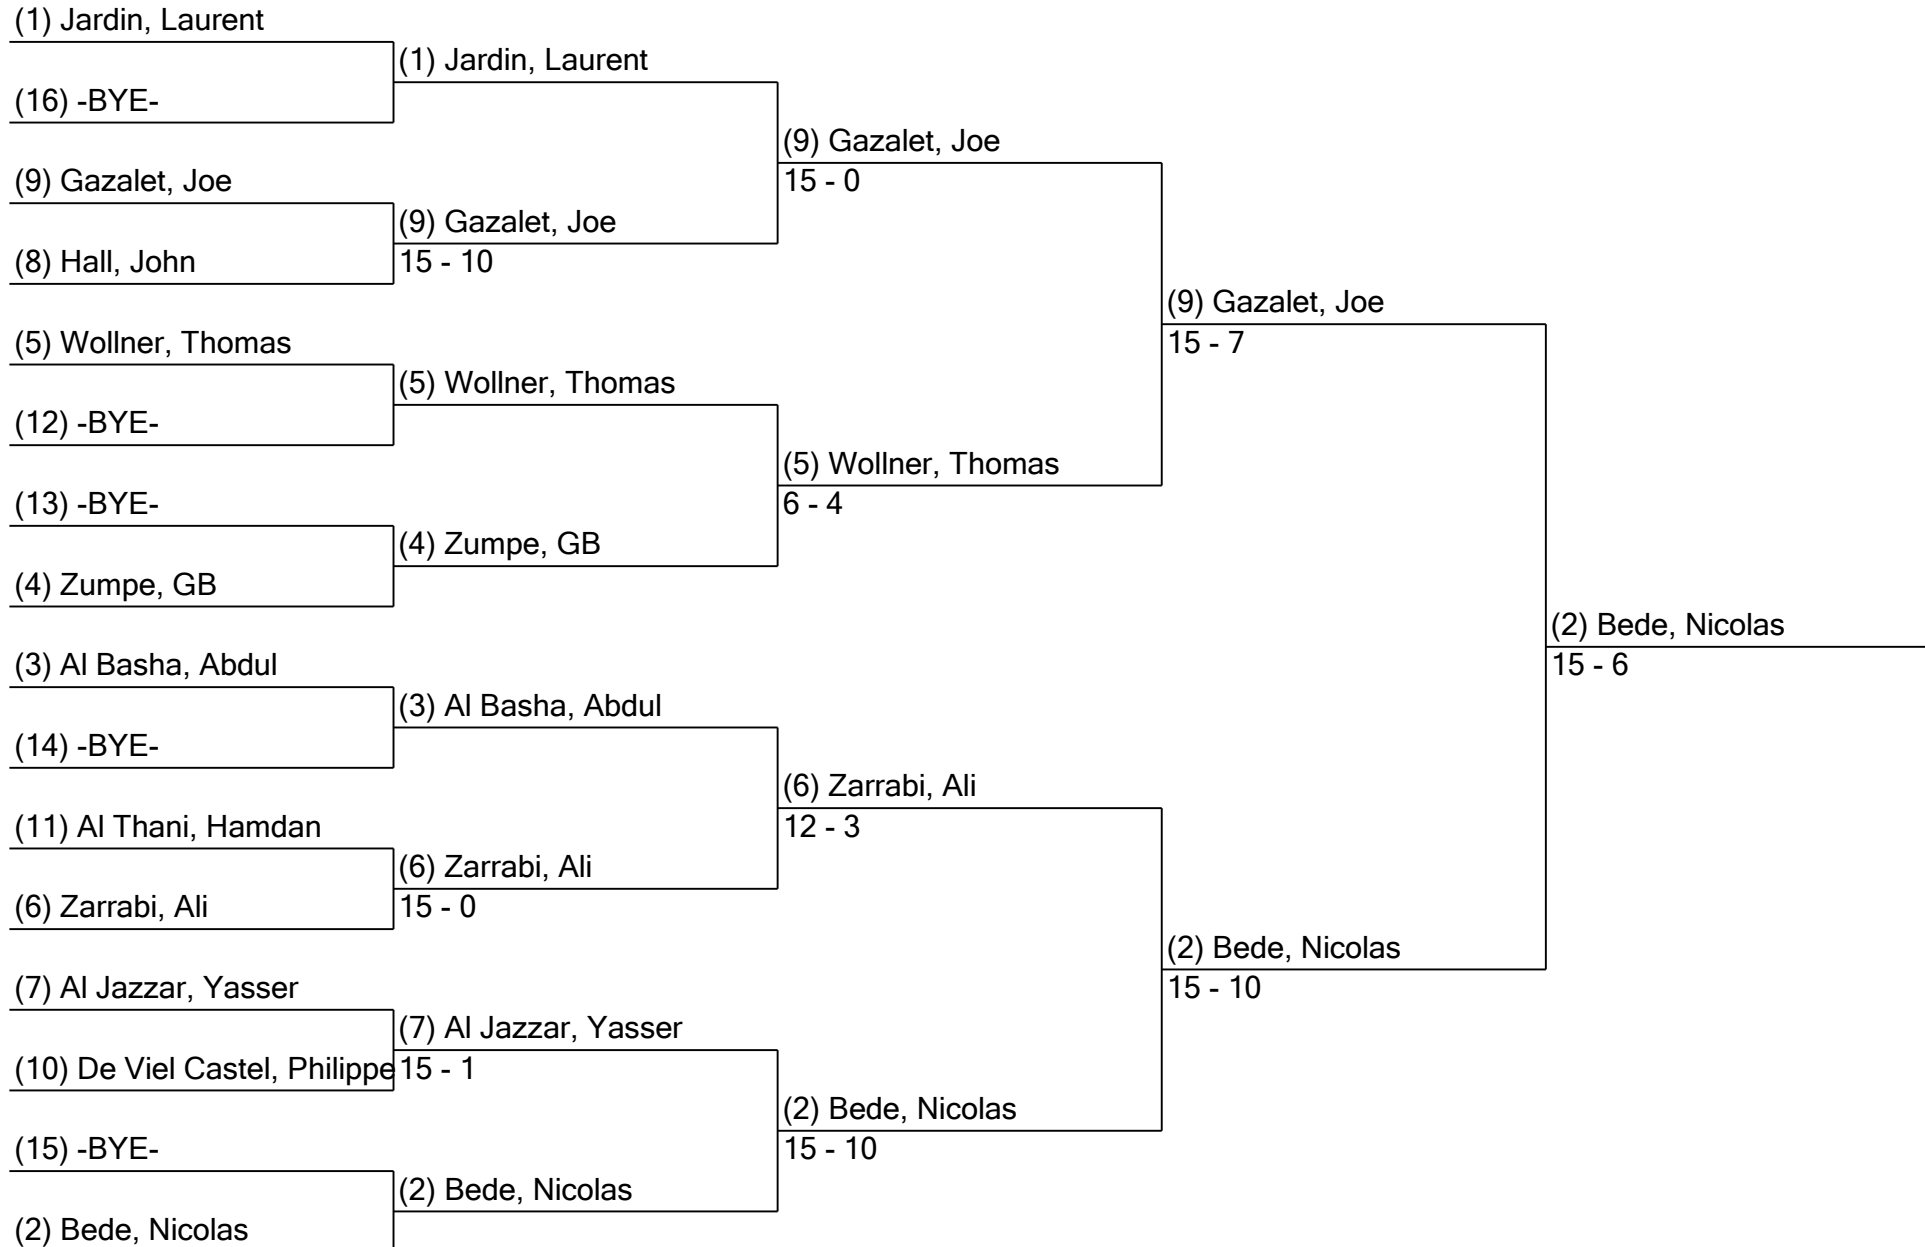 (1) Jardin, Laurent
(16) -BYE-
(9) Gazalet, Joe
(8) Hall, John
(5) Wollner, Thomas
(12) -BYE-
(13) -BYE-
(4) Zumpe, GB
(3) Al Basha, Abdul
(14) -BYE-
(11) Al Thani, Hamdan
(6) Zarrabi, Ali
(7) Al Jazzar, Yasser
(10) De Viel Castel, Philippe
(15) -BYE-
(2) Bede, Nicolas
(1) Jardin, Laurent
(9) Gazalet, Joe
15 - 10
(5) Wollner, Thomas
(4) Zumpe, GB
(3) Al Basha, Abdul
(6) Zarrabi, Ali
15 - 0
(7) Al Jazzar, Yasser
15 - 1
(2) Bede, Nicolas
(9) Gazalet, Joe
15 - 0
(5) Wollner, Thomas
6 - 4
(6) Zarrabi, Ali
12 - 3
(2) Bede, Nicolas
15 - 10
(9) Gazalet, Joe
15 - 7
(2) Bede, Nicolas
15 - 10
(2) Bede, Nicolas
15 - 6